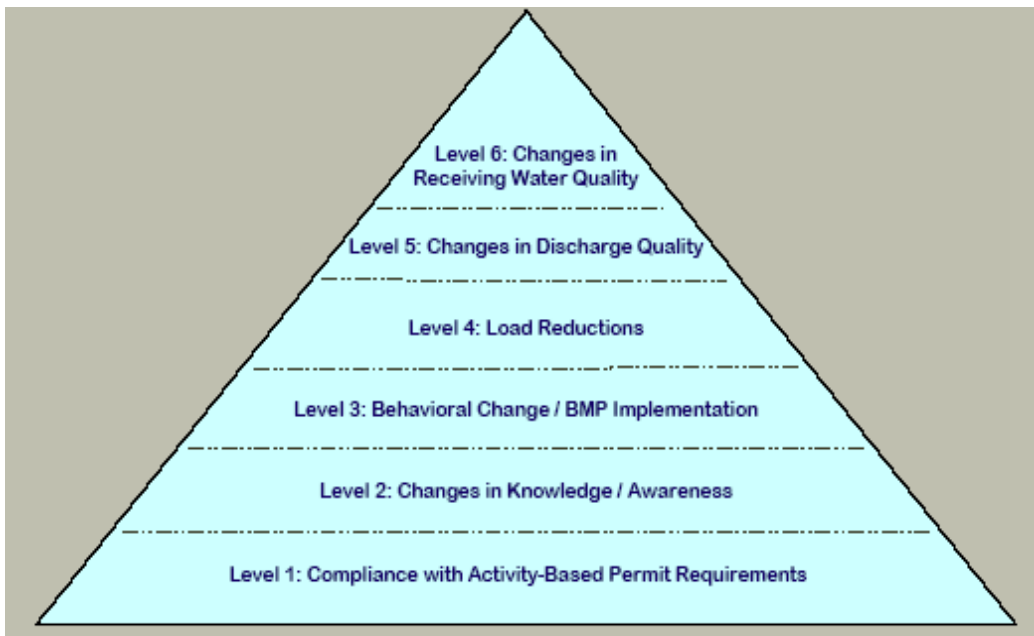 Level 6: Changes in
Receiving Water Quality
Level 5: Changes in Discharge Quality
Level 4: Load Reductions
Level 3: Behavioral Change / BMP Implementation
Level 2: Changes in Knowledge / Awareness
Level 1: Compliance with Activity-Based Permit Requirements